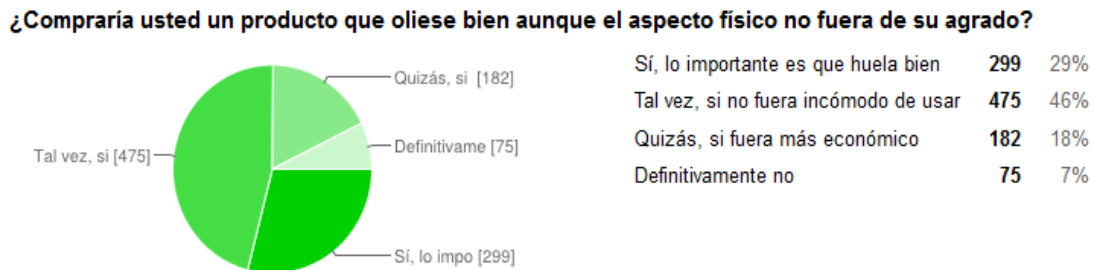 ¿Compraría usted un producto que oliese bien aunque el aspecto físico no fuera de su agrado?
Quizás, si [182]
Definitivame [75]
Tal vez, si [475]
Sí, lo impo [299]
Sí, lo importante es que huela bien 299 29%
Tal vez, si no fuera incómodo de usar 475 46%
Quizás, si fuera más económico 182 18%
Definitivamente no 75 7%